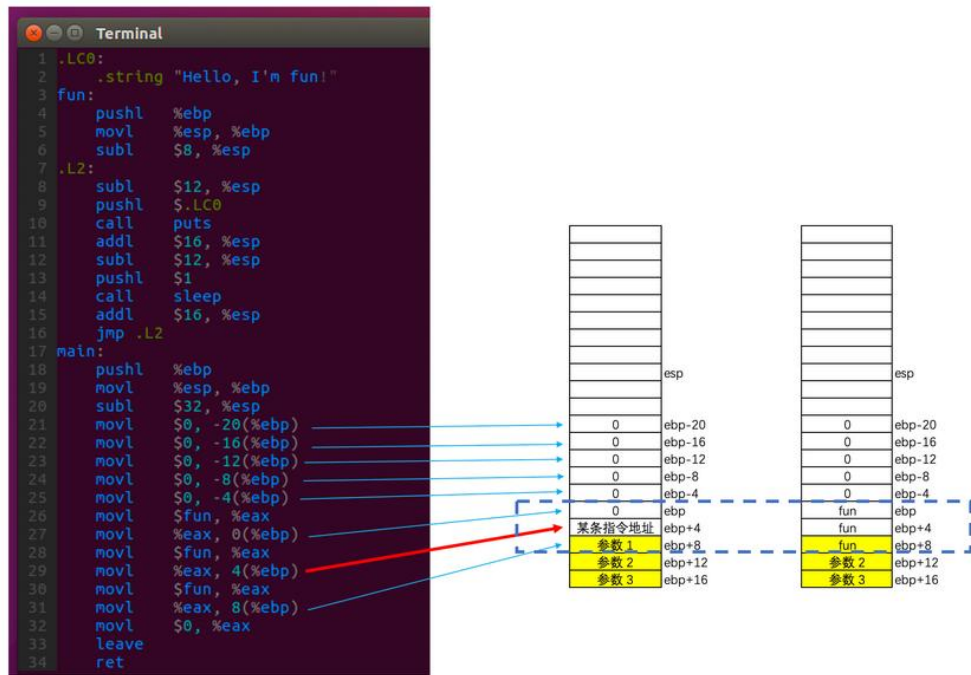 Terminal
1 .LC0:
2 .string "Hello, I'm fun!"
3 fun:
4 pushl %ebp
5 movl %esp, %ebp
6 subl $8, %esp
7 .L2:
8 subl $12, %esp
9 pushl $.LC0
10 call puts
11 addl $16, %esp
12 subl $12, %esp
13 pushl $1
14 call sleep
15 addl $16, %esp
16 jmp .L2
17 main:
18 pushl %ebp
19 movl %esp, %ebp
20 subl $32, %esp
21 movl $0, -20(%ebp)
22 movl $0, -16(%ebp)
23 movl $0, -12(%ebp)
24 movl $0, -8(%ebp)
25 movl $0, -4(%ebp)
26 movl $fun, %eax
27 movl %eax, 0(%ebp)
28 movl $fun, %eax
29 movl %eax, 4(%ebp)
30 movl $fun, %eax
31 movl %eax, 8(%ebp)
32 movl $0, %eax
33 leave
34 ret
esp
0 ebp-20
0 ebp-16
0 ebp-12
0 ebp-8
0 ebp-4
0 ebp
某条指令地址 ebp+4
参数 1 ebp+8
参数 2 ebp+12
参数 3 ebp+16
esp
0 ebp-20
0 ebp-16
0 ebp-12
0 ebp-8
0 ebp-4
fun ebp
fun ebp+4
fun ebp+8
参数 2 ebp+12
参数 3 ebp+16